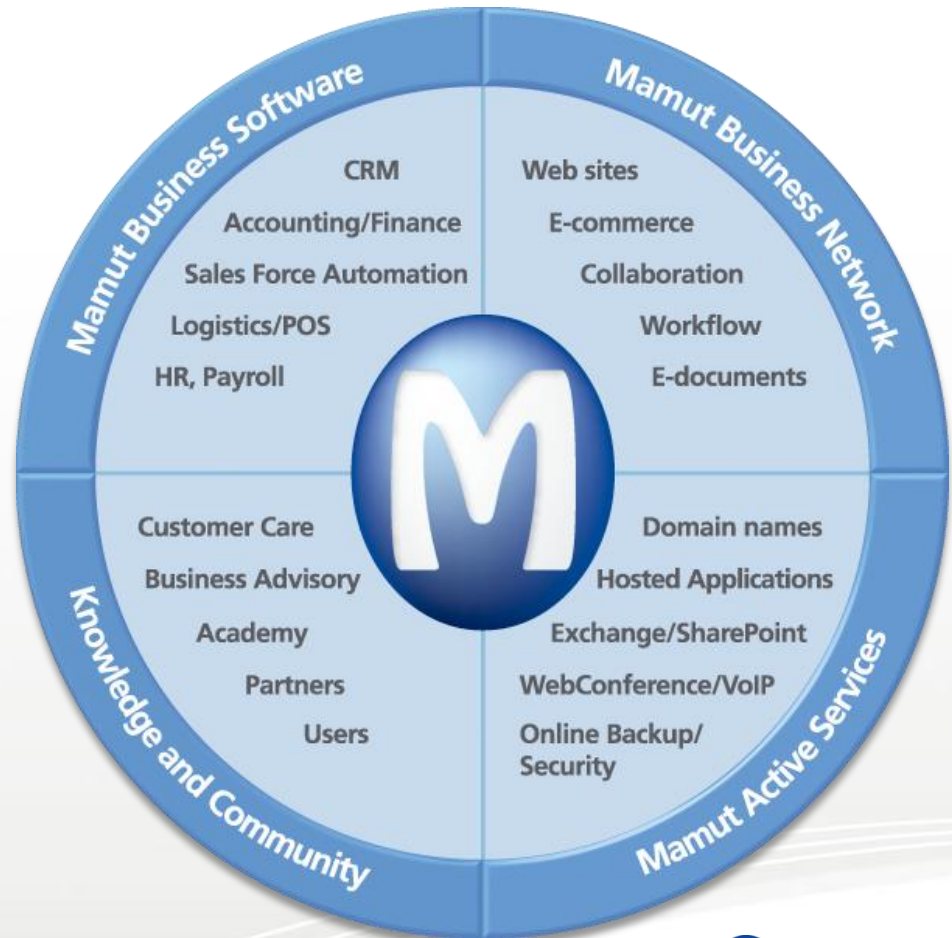 Mamut Business Software
CRM
Accounting/Finance
Sales Force Automation
Logistics/POS
HR, Payroll
Mamut Business Network
Web sites
E-commerce
Collaboration
Workflow
E-documents
M
Knowledge and Community
Customer Care
Business Advisory
Academy
Partners
Users
Mamut Active Services
Domain names
Hosted Applications
Exchange/SharePoint
WebConference/VoIP
Online Backup/
Security